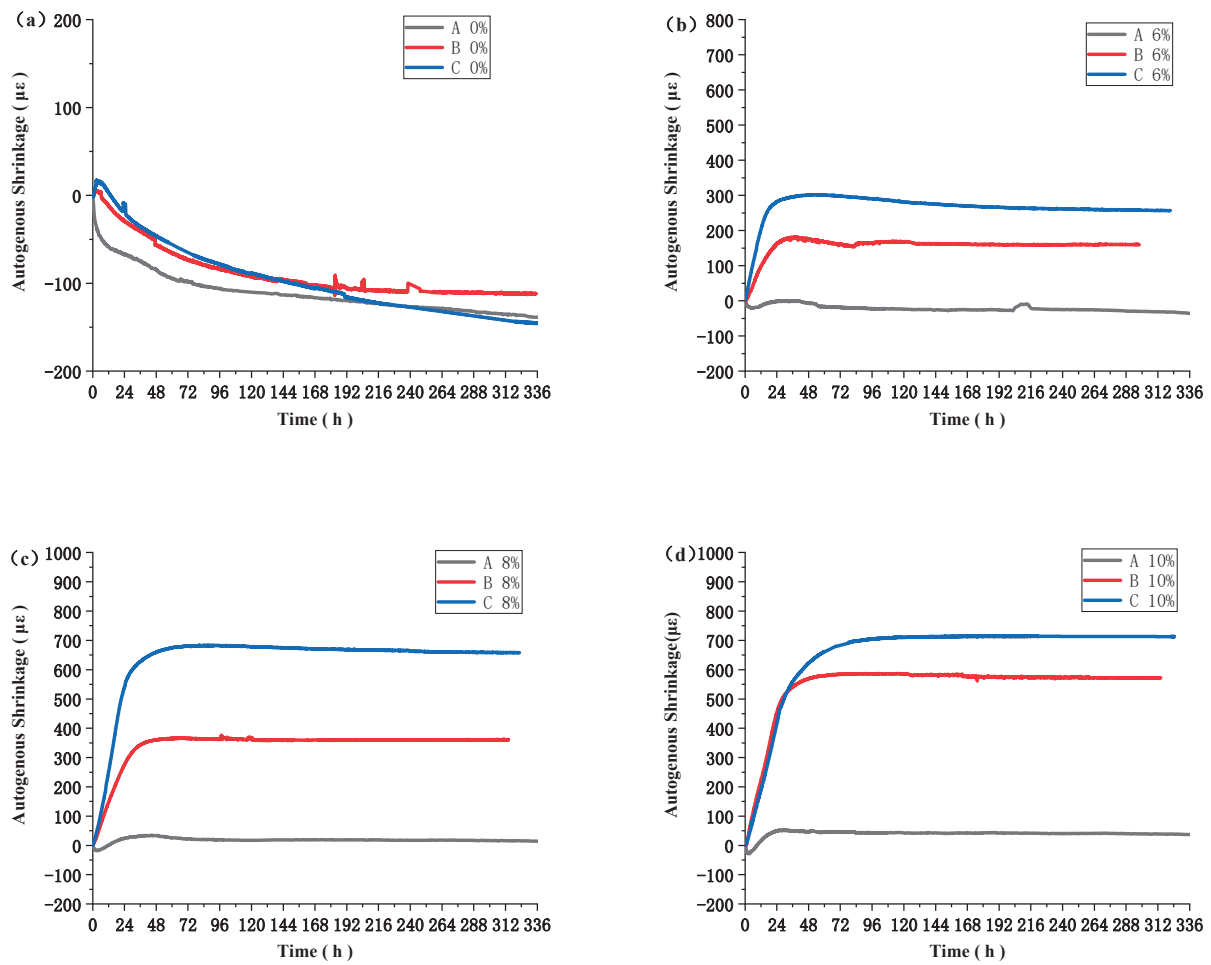 (a)
A 0%
B 0%
C 0%
200
100
0
−100
−200
Autogenous Shrinkage ( με )
0 24 48 72 96 120 144 168 192 216 240 264 288 312 336
Time ( h )
(b)
A 6%
B 6%
C 6%
800
700
600
500
400
300
200
100
0
−100
−200
Autogenous Shrinkage ( με )
0 24 48 72 96 120 144 168 192 216 240 264 288 312 336
Time ( h )
(c)
A 8%
B 8%
C 8%
1000
900
800
700
600
500
400
300
200
100
0
−100
−200
Autogenous Shrinkage ( με )
0 24 48 72 96 120 144 168 192 216 240 264 288 312 336
Time ( h )
(d)
A 10%
B 10%
C 10%
1000
900
800
700
600
500
400
300
200
100
0
−100
−200
Autogenous Shrinkage(με)
0 24 48 72 96 120 144 168 192 216 240 264 288 312 336
Time ( h )